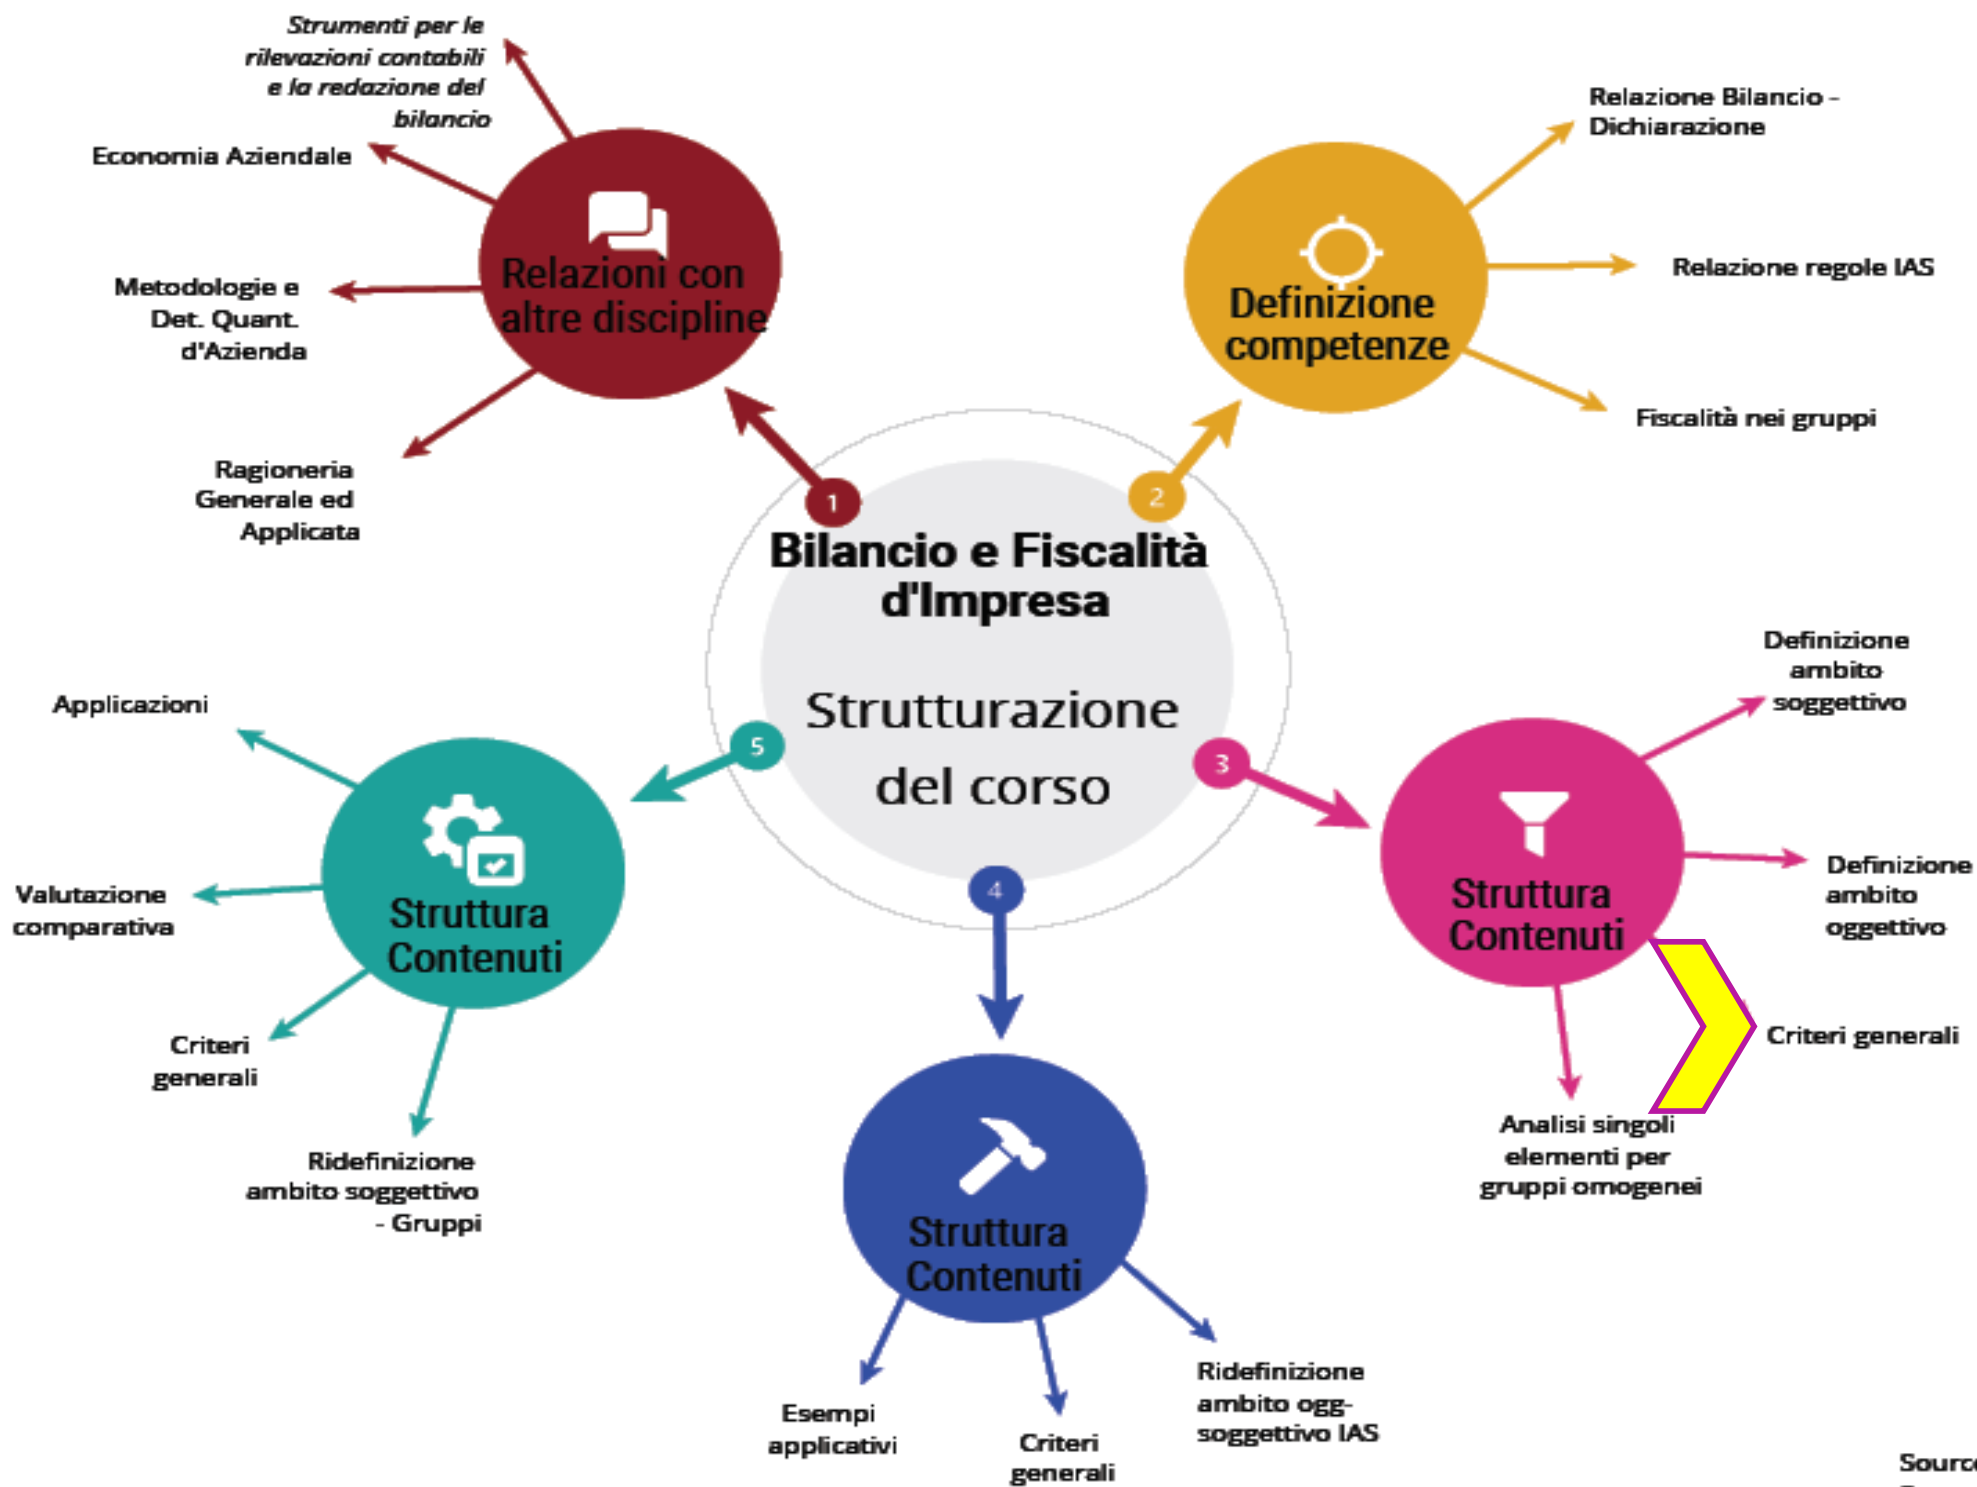 Strumenti per le
rilevazioni contabili
e la redazione del
bilancio
Economia Aziendale
Metodologie e
Det. Quant.
d'Azienda
Ragioneria
Generale ed
Applicata
Relazioni con
altre discipline
1
Relazione Bilancio -
Dichiarazione
Relazione regole IAS
Fiscalità nei gruppi
Definizione
competenze
2
Bilancio e Fiscalità
d'Impresa
Strutturazione
del corso
3
Struttura
Contenuti
Definizione
ambito
soggettivo
Definizione
ambito
oggettivo
Criteri generali
Analisi singoli
elementi per
gruppi omogenei
4
Struttura
Contenuti
Ridefinizione
ambito ogg-
soggettivo IAS
Criteri
generali
Esempi
applicativi
5
Struttura
Contenuti
Applicazioni
Valutazione
comparativa
Criteri
generali
Ridefinizione
ambito soggettivo
- Gruppi